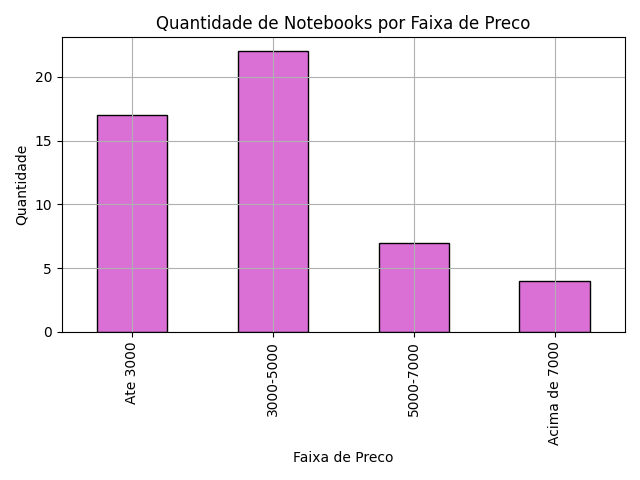 Quantidade de Notebooks por Faixa de Preco
Quantidade
20
15
10
5
0
Ate 3000
3000-5000
5000-7000
Acima de 7000
Faixa de Preco